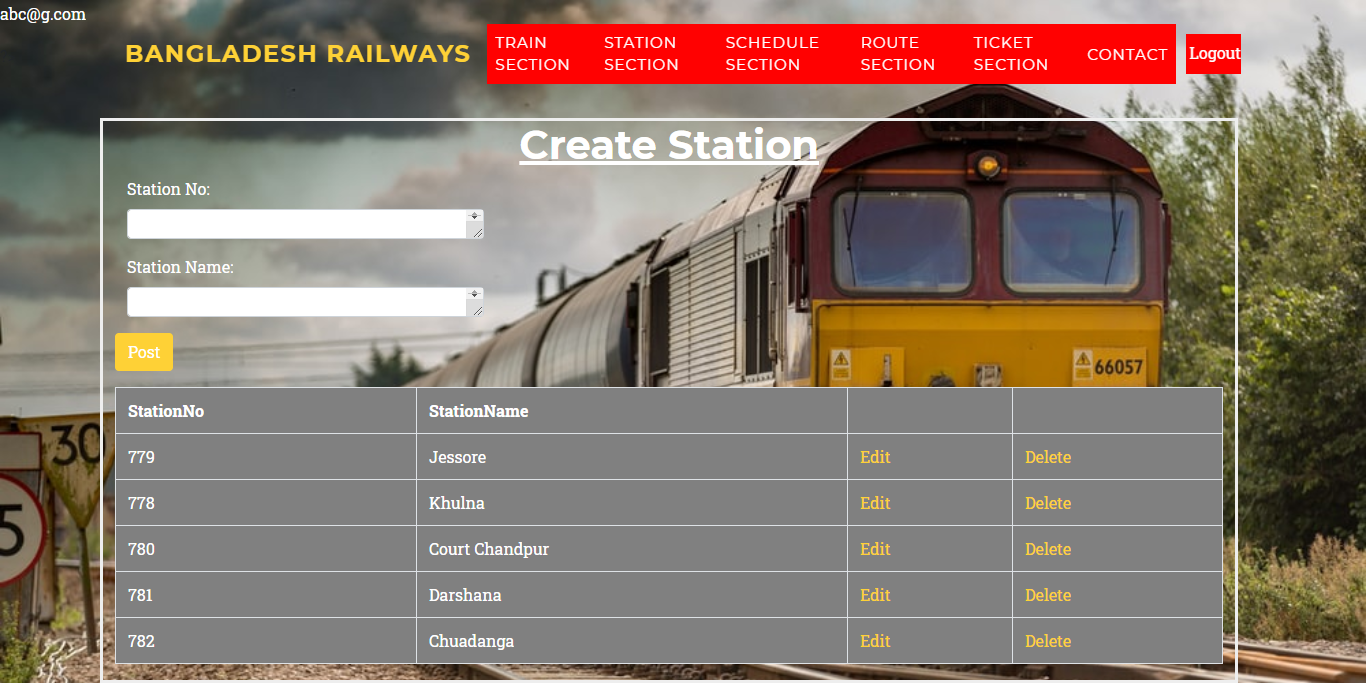 abc@g.com
BANGLADESH RAILWAYS
TRAIN SECTION
STATION SECTION
SCHEDULE SECTION
ROUTE SECTION
TICKET SECTION
CONTACT
Logout
Create Station
Station No:
Station Name:
Post
66057
30
5
StationNo StationName
779 Jessore Edit Delete
778 Khulna Edit Delete
780 Court Chandpur Edit Delete
781 Darshana Edit Delete
782 Chuadanga Edit Delete